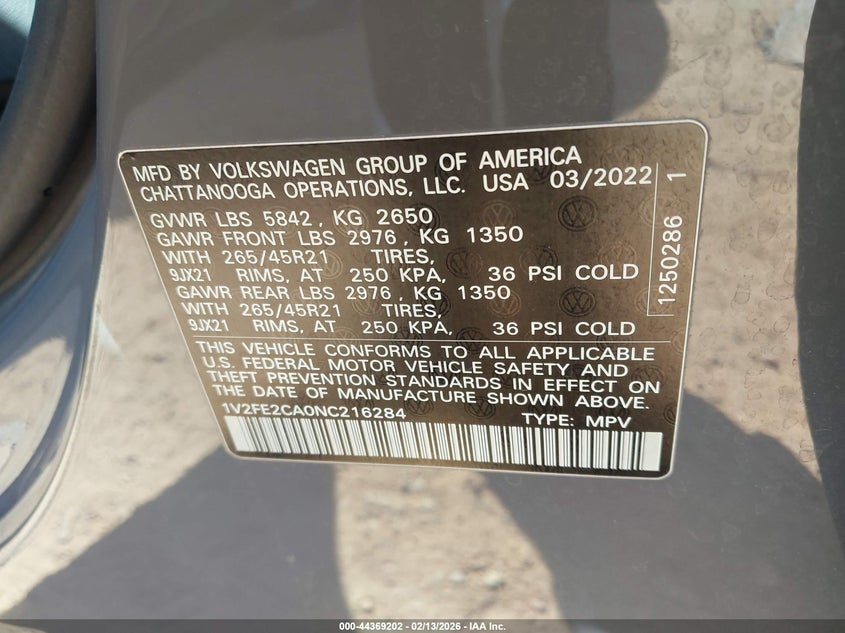 MFD BY VOLKSWAGEN GROUP OF AMERICA
CHATTANOOGA OPERATIONS, LLC. USA 03/2022
GVWR LBS 5842, KG 2650
GAWR FRONT LBS 2976, KG 1350
WITH 265/45R21 TIRES,
9JX21 RIMS, AT 250 KPA, 36 PSI COLD
GAWR REAR LBS 2976, KG 1350
WITH 265/45R21 TIRES,
9JX21 RIMS, AT 250 KPA, 36 PSI COLD
THIS VEHICLE CONFORMS TO ALL APPLICABLE
U.S. FEDERAL MOTOR VEHICLE SAFETY AND
THEFT PREVENTION STANDARDS IN EFFECT ON
THE DATE OF MANUFACTURE SHOWN ABOVE.
1V2FE2CA0NC216284 TYPE: MPV
1250286 1
000-44369202 - 02/13/2026 - IAA Inc.